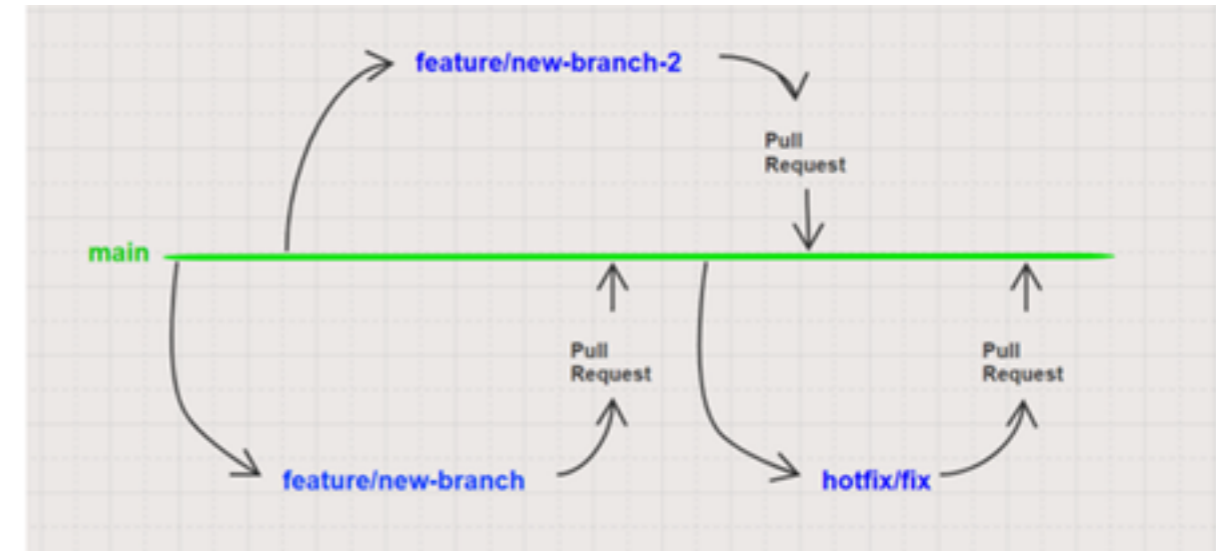 feature/new-branch-2
Pull
Request
main
Pull
Request
Pull
Request
feature/new-branch
hotfix/fix